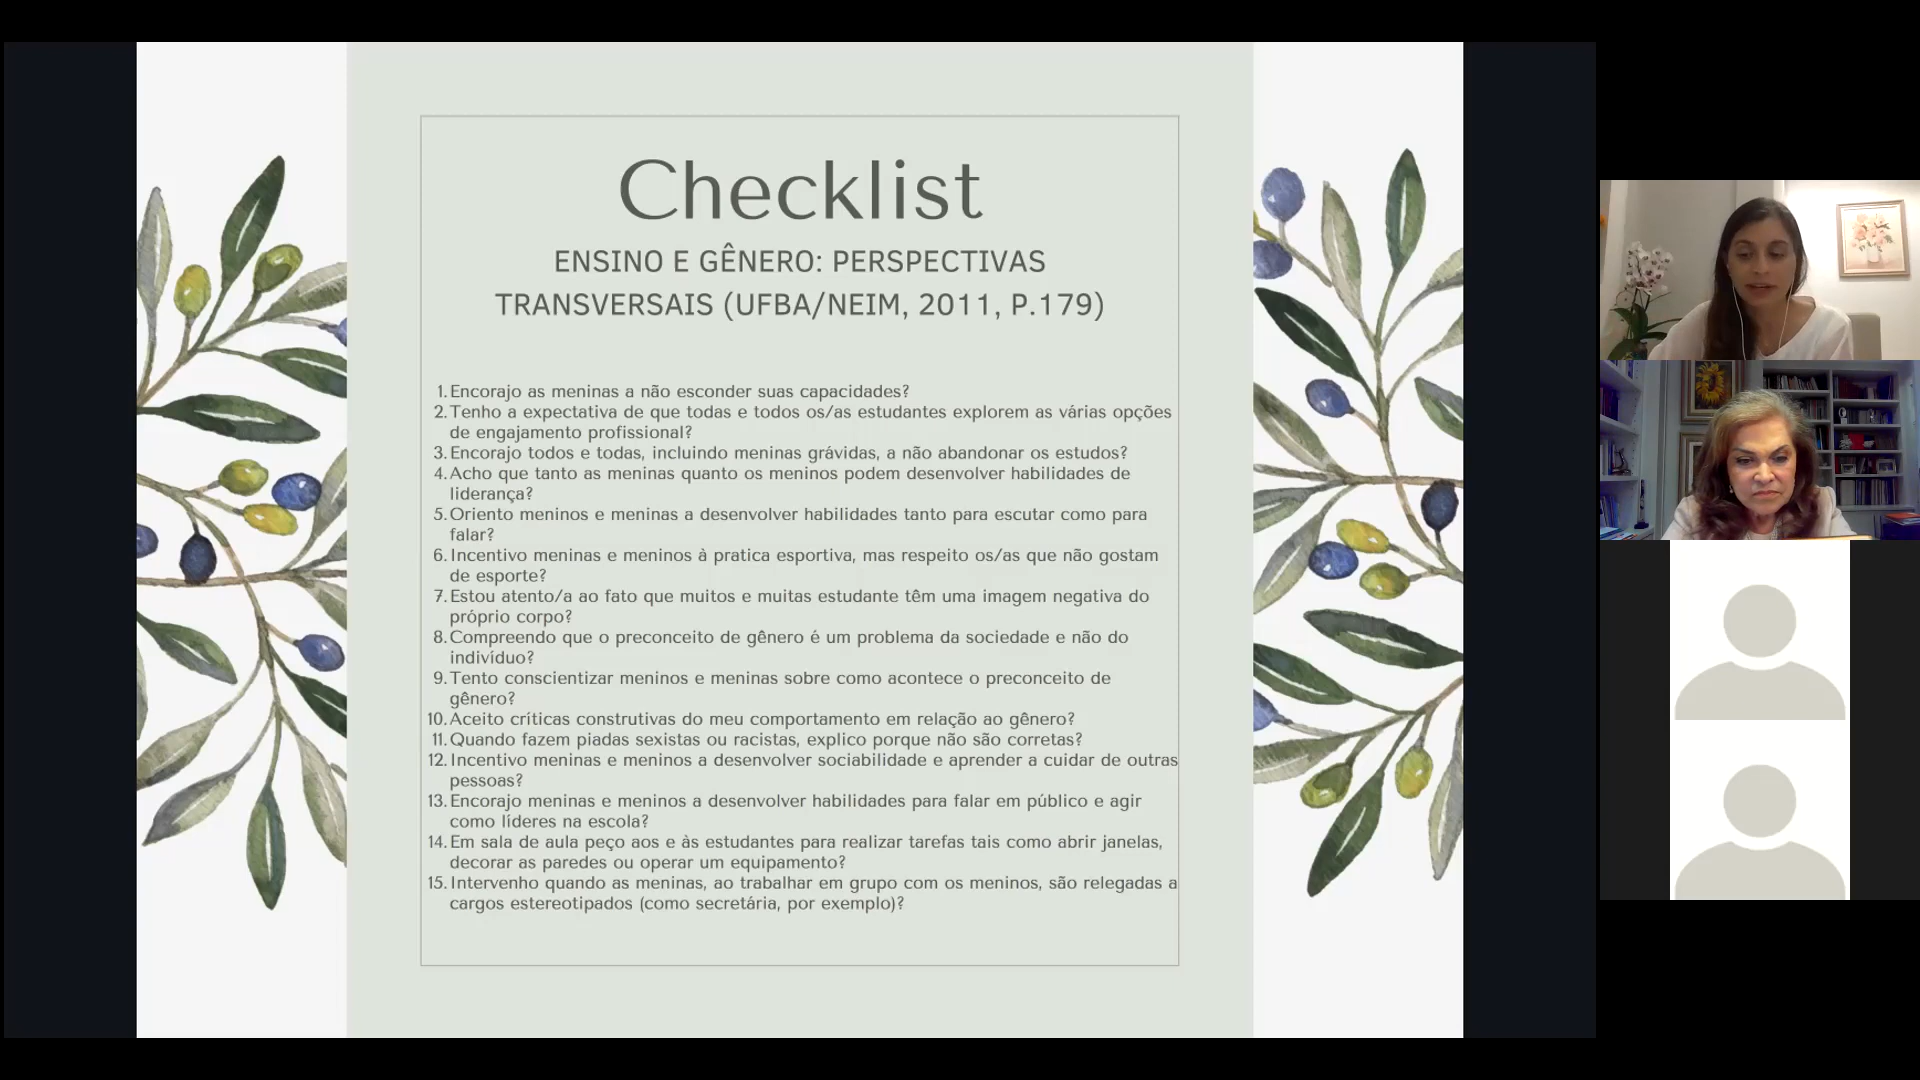 Checklist
ENSINO E GÊNERO: PERSPECTIVAS
TRANSVERSAIS (UFBA/NEIM, 2011, P.179)
1. Encorajo as meninas a não esconder suas capacidades?
2. Tenho a expectativa de que todas e todos os/as estudantes explorem as várias opções
de engajamento profissional?
3. Encorajo todos e todas, incluindo meninas grávidas, a não abandonar os estudos?
4. Acho que tanto as meninas quanto os meninos podem desenvolver habilidades de
liderança?
5. Oriento meninos e meninas a desenvolver habilidades tanto para escutar como para
falar?
6. Incentivo meninas e meninos à pratica esportiva, mas respeito os/as que não gostam
de esporte?
7. Estou atento/a ao fato que muitos e muitas estudante têm uma imagem negativa do
próprio corpo?
8. Compreendo que o preconceito de gênero é um problema da sociedade e não do
indivíduo?
9. Tento conscientizar meninos e meninas sobre como acontece o preconceito de
gênero?
10. Aceito críticas construtivas do meu comportamento em relação ao gênero?
11. Quando fazem piadas sexistas ou racistas, explico porque não são corretas?
12. Incentivo meninas e meninos a desenvolver sociabilidade e aprender a cuidar de outras
pessoas?
13. Encorajo meninas e meninos a desenvolver habilidades para falar em público e agir
como líderes na escola?
14. Em sala de aula peço aos e às estudantes para realizar tarefas tais como abrir janelas,
decorar as paredes ou operar um equipamento?
15. Intervenho quando as meninas, ao trabalhar em grupo com os meninos, são relegadas a
cargos estereotipados (como secretária, por exemplo)?